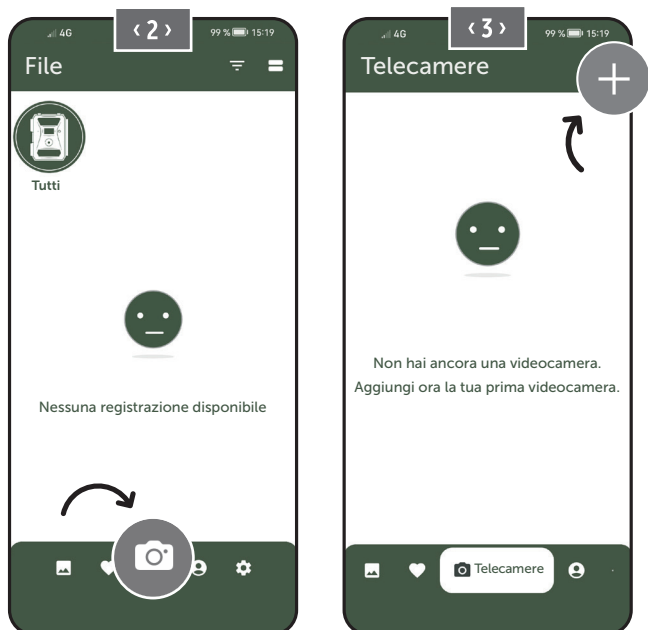 4G
‹ 2 ›
99 % 15:19
File
Tutti
Nessuna registrazione disponibile
4G
‹ 3 ›
99 % 15:19
Telecamere
Non hai ancora una videocamera.
Aggiungi ora la tua prima videocamera.
Telecamere